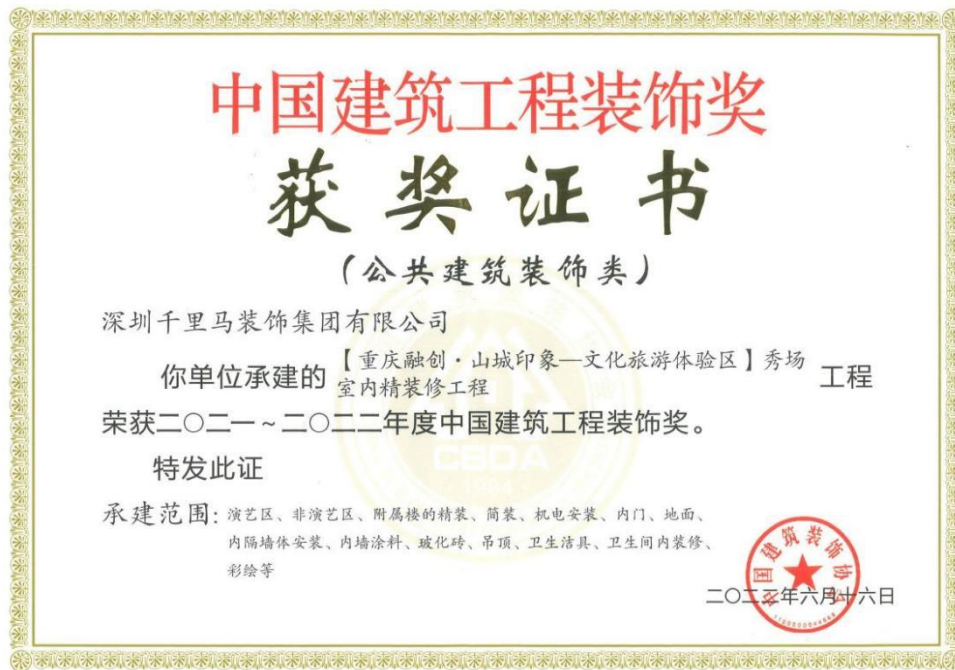 中国建筑工程装饰奖
获奖证书
（公共建筑装饰类）
深圳千里马装饰集团有限公司
你单位承建的【重庆融创·山城印象—文化旅游体验区】秀场
室内精装修工程 工程
荣获二〇二一~二〇二二年度中国建筑工程装饰奖。
特发此证
CBDA
承建范围：演艺区、非演艺区、附属楼的精装、简装、机电安装、内门、地面、
内隔墙体安装、内墙涂料、玻化砖、吊顶、卫生洁具、卫生间内装修、
彩绘等
中国建筑装饰协会
二〇二三年六月十六日